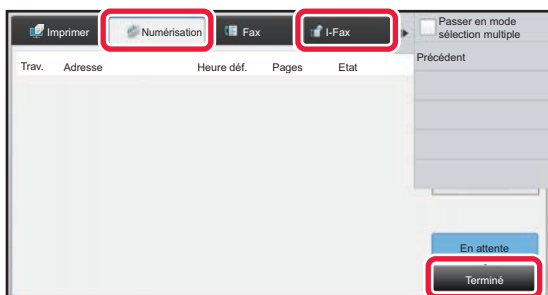 Imprimer
Numérisation
Fax
I-Fax
Passer en mode
sélection multiple
Précédent
Trav.
Adresse
Heure déf.
Pages
Etat
En attente
Terminé